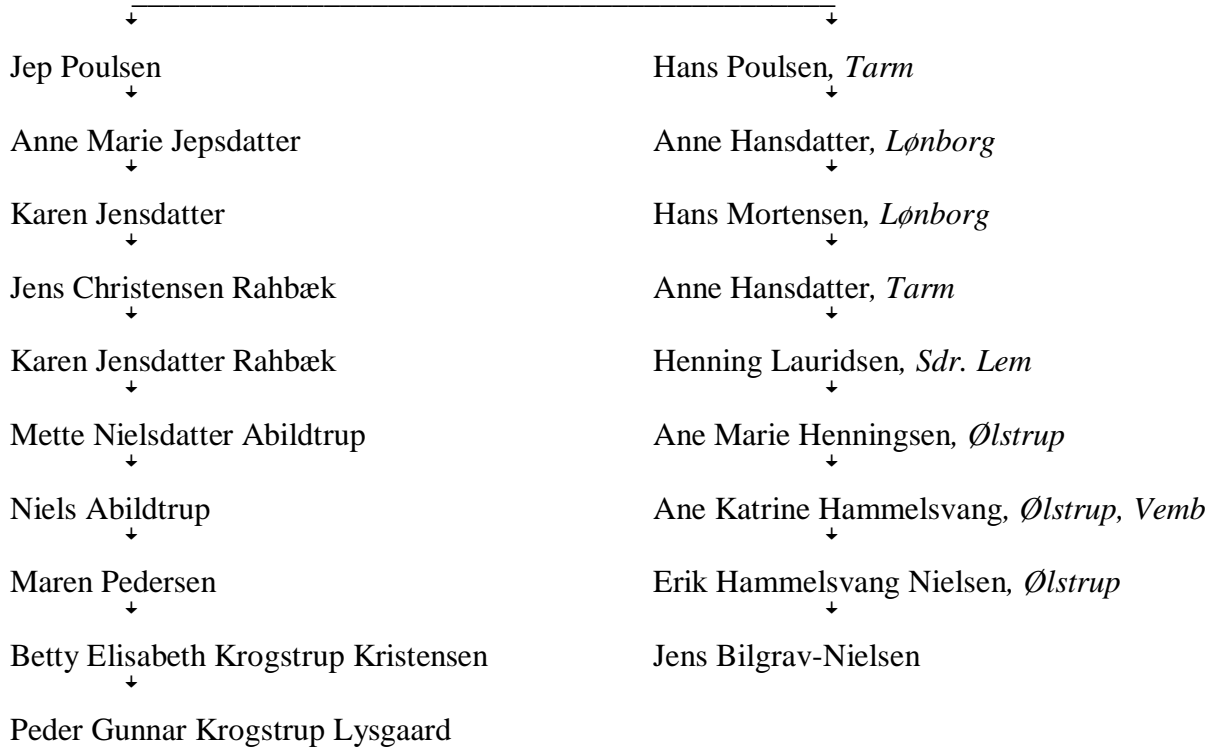 Jep Poulsen
Hans Poulsen, Tarm
Anne Marie Jepsdatter
Anne Hansdatter, Lønborg
Karen Jensdatter
Hans Mortensen, Lønborg
Jens Christensen Rahbæk
Anne Hansdatter, Tarm
Karen Jensdatter Rahbæk
Henning Lauridsen, Sdr. Lem
Mette Nielsdatter Abildtrup
Ane Marie Henningsen, Ølstrup
Niels Abildtrup
Ane Katrine Hammelsvang, Ølstrup, Vemb
Maren Pedersen
Erik Hammelsvang Nielsen, Ølstrup
Betty Elisabeth Krogstrup Kristensen
Jens Bilgrav-Nielsen
Peder Gunnar Krogstrup Lysgaard